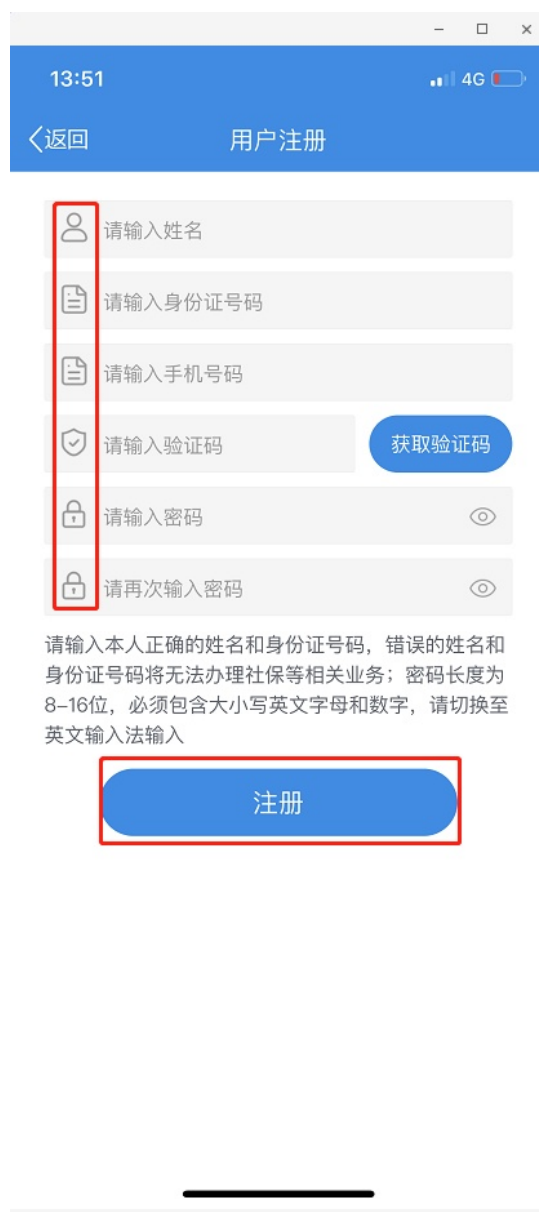 13:51
4G
返回
用户注册
请输入姓名
请输入身份证号码
请输入手机号码
请输入验证码
获取验证码
请输入密码
请再次输入密码
请输入本人正确的姓名和身份证号码，错误的姓名和
身份证号码将无法办理社保等相关业务；密码长度为
8-16位，必须包含大小写英文字母和数字，请切换至
英文输入法输入
注册